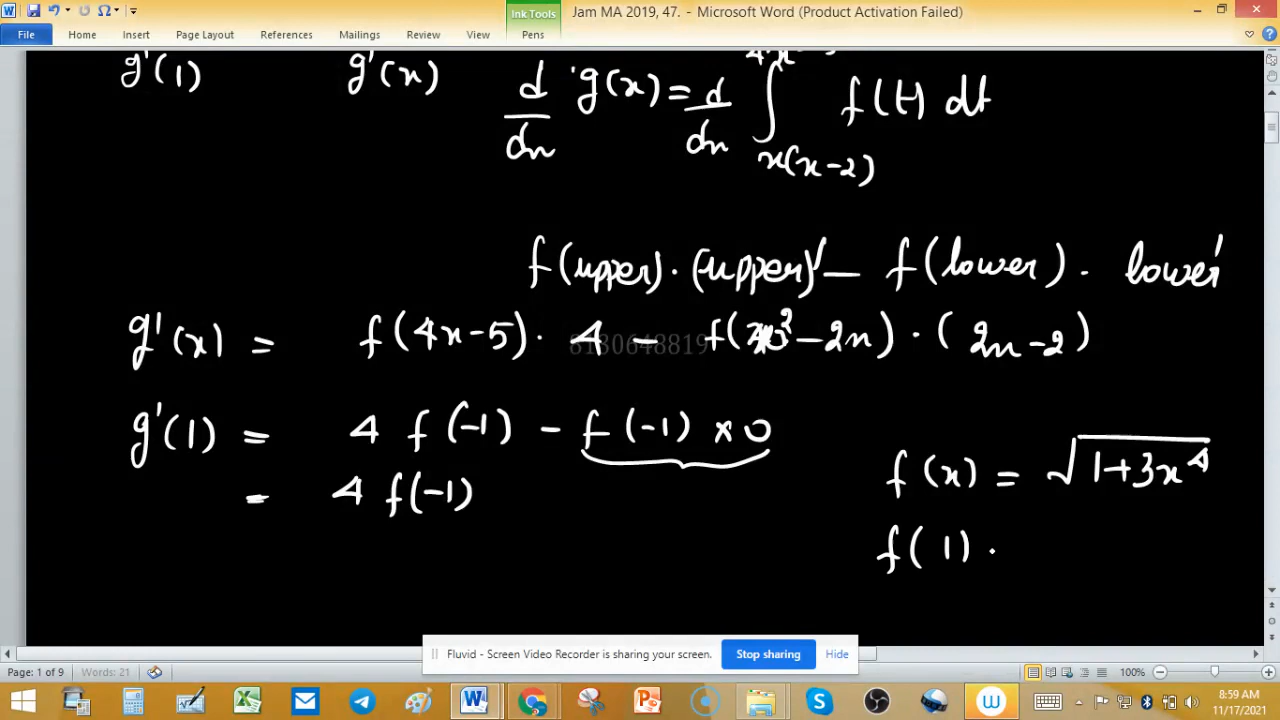 Jam MA 2019, 47. - Microsoft Word (Product Activation Failed)
Ink Tools
File Home Insert Page Layout References Mailings Review View Pens
g'(1) g'(x) d/dx g(x) = d/dx ∫ f(t) dt
x(x-2)
f(upper) · (upper)' — f(lower) · lower'
g'(x) = f(4x-5) · 4 - f(x²-2x) · (2x-2)
8130648819
g'(1) = 4 f(-1) - f(-1) × 0
f(x) = √1+3x⁴
= 4 f(-1)
f(1) ·
Fluvid - Screen Video Recorder is sharing your screen. Stop sharing Hide
Page: 1 of 9 Words: 21 100%
8:59 AM
11/17/2021